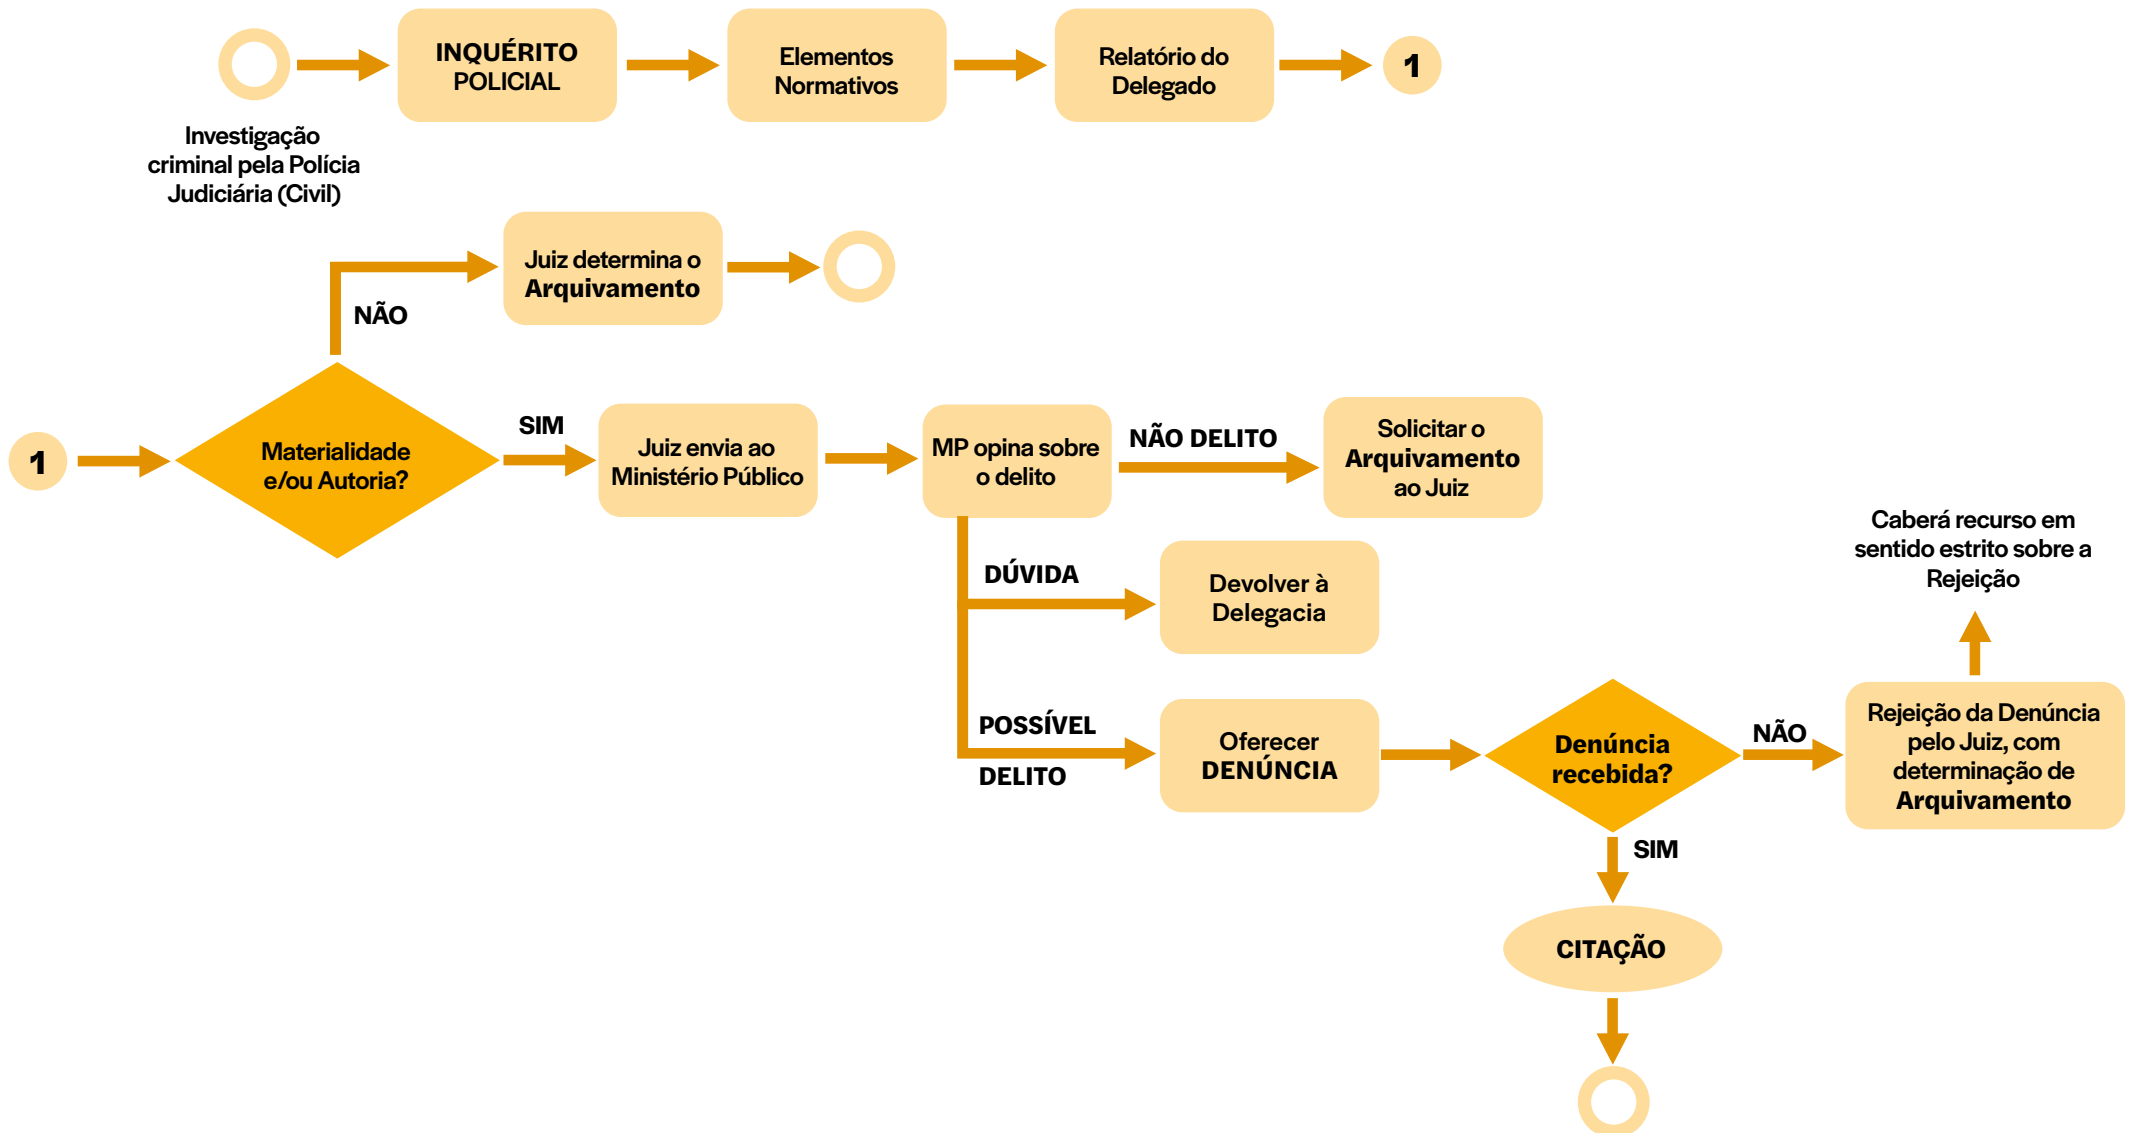 INQUÉRITO
POLICIAL
Elementos
Normativos
Relatório do
Delegado
1
Investigação
criminal pela Polícia
Judiciária (Civil)
Juiz determina o
Arquivamento
NÃO
1
Materialidade
e/ou Autoria?
SIM
Juiz envia ao
Ministério Público
MP opina sobre
o delito
NÃO DELITO
Solicitar o
Arquivamento
ao Juiz
DÚVIDA
Devolver à
Delegacia
POSSÍVEL
DELITO
Oferecer
DENÚNCIA
Denúncia
recebida?
NÃO
Rejeição da Denúncia
pelo Juiz, com
determinação de
Arquivamento
Caberá recurso em
sentido estrito sobre a
Rejeição
SIM
CITAÇÃO